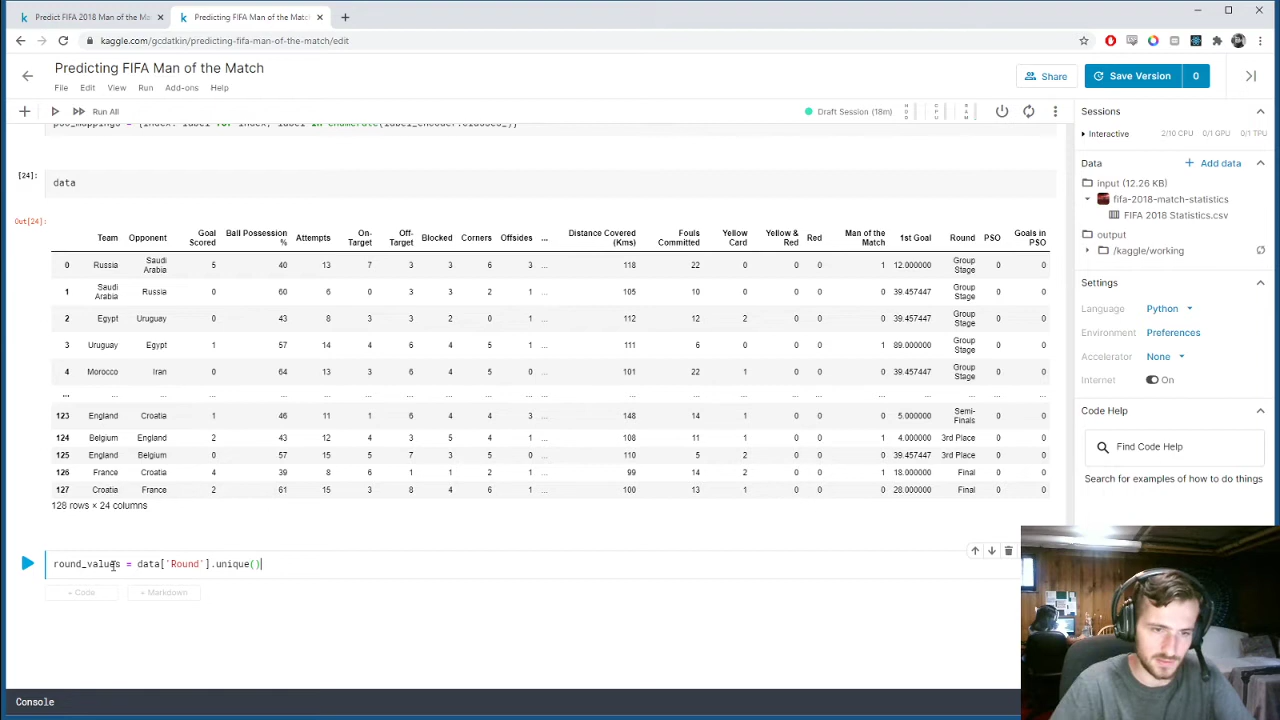 Predict FIFA 2018 Man of the Ma
Predicting FIFA Man of the Match
kaggle.com/gcdatkin/predicting-fifa-man-of-the-match/edit
Predicting FIFA Man of the Match
File Edit View Run Add-ons Help
Share
Save Version 0
Run All
Draft Session (18m)
[24]: data
Out[24]:
Team Opponent Goal Scored Ball Possession % Attempts On-Target Off-Target Blocked Corners Offsides ... Distance Covered (Kms) Fouls Committed Yellow Card Yellow & Red Red Man of the Match 1st Goal Round PSO Goals in PSO
0 Russia Saudi Arabia 5 40 13 7 3 3 6 3 ... 118 22 0 0 0 1 12.000000 Group Stage 0 0
1 Saudi Arabia Russia 0 60 6 0 3 3 2 1 ... 105 10 0 0 0 0 39.457447 Group Stage 0 0
2 Egypt Uruguay 0 43 8 3 3 2 0 1 ... 112 12 2 0 0 0 39.457447 Group Stage 0 0
3 Uruguay Egypt 1 57 14 4 6 4 5 1 ... 111 6 0 0 0 1 89.000000 Group Stage 0 0
4 Morocco Iran 0 64 13 3 6 4 5 0 ... 101 22 1 0 0 0 39.457447 Group Stage 0 0
... ... ... ... ... ... ... ... ... ... ... ... ... ... ... ... ... ... ... ... ...
123 England Croatia 1 46 11 1 6 4 4 3 ... 148 14 1 0 0 0 5.000000 Semi-Finals 0 0
124 Belgium England 2 43 12 4 3 5 4 1 ... 108 11 1 0 0 1 4.000000 3rd Place 0 0
125 England Belgium 0 57 15 5 7 3 5 0 ... 110 5 2 0 0 0 39.457447 3rd Place 0 0
126 France Croatia 4 39 8 6 1 1 2 1 ... 99 14 2 0 0 1 18.000000 Final 0 0
127 Croatia France 2 61 15 3 8 4 6 1 ... 100 13 1 0 0 0 28.000000 Final 0 0
128 rows × 24 columns
round_values = data['Round'].unique()
+ Code + Markdown
Console
Sessions
Interactive 2/10 CPU 0/1 GPU 0/1 TPU
Data + Add data
input (12.26 KB)
fifa-2018-match-statistics
FIFA 2018 Statistics.csv
output
/kaggle/working
Settings
Language Python
Environment Preferences
Accelerator None
Internet On
Code Help
Find Code Help
Search for examples of how to do things